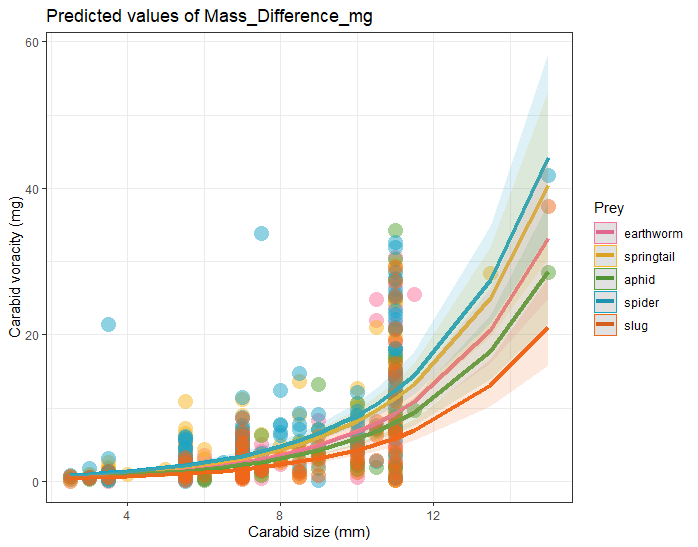 Predicted values of Mass_Difference_mg
60
40
20
0
Carabid voracity (mg)
4
8
12
Carabid size (mm)
Prey
earthworm
springtail
aphid
spider
slug